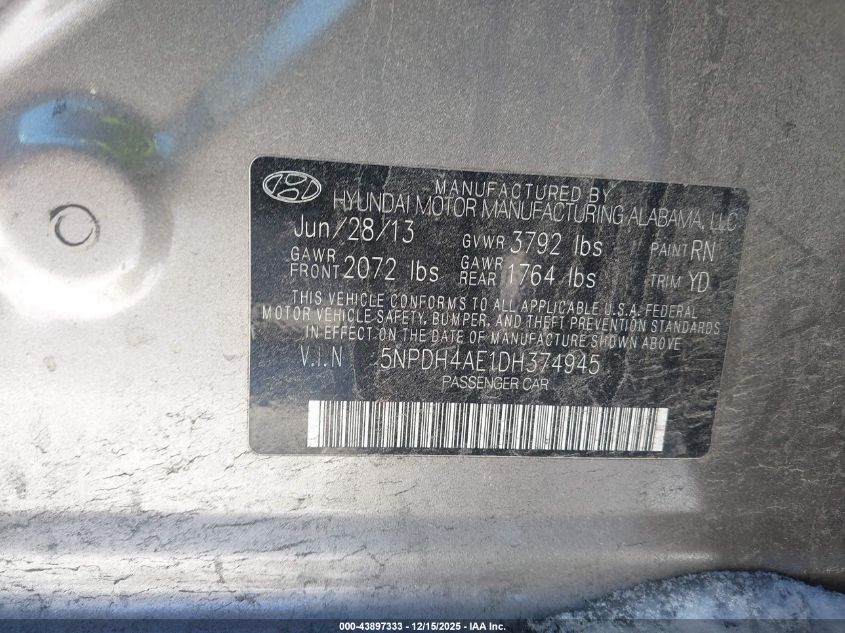 MANUFACTURED BY
HYUNDAI MOTOR MANUFACTURING ALABAMA, LLC
Jun/28/13 GVWR 3792 lbs PAINT RN
GAWR FRONT 2072 lbs GAWR REAR 1764 lbs TRIM YD
THIS VEHICLE CONFORMS TO ALL APPLICABLE U.S.A. FEDERAL
MOTOR VEHICLE SAFETY, BUMPER, AND THEFT PREVENTION STANDARDS
IN EFFECT ON THE DATE OF MANUFACTURE SHOWN ABOVE
V.I.N 5NPDH4AE1DH374945
PASSENGER CAR
000-43897333 - 12/15/2025 - IAA Inc.